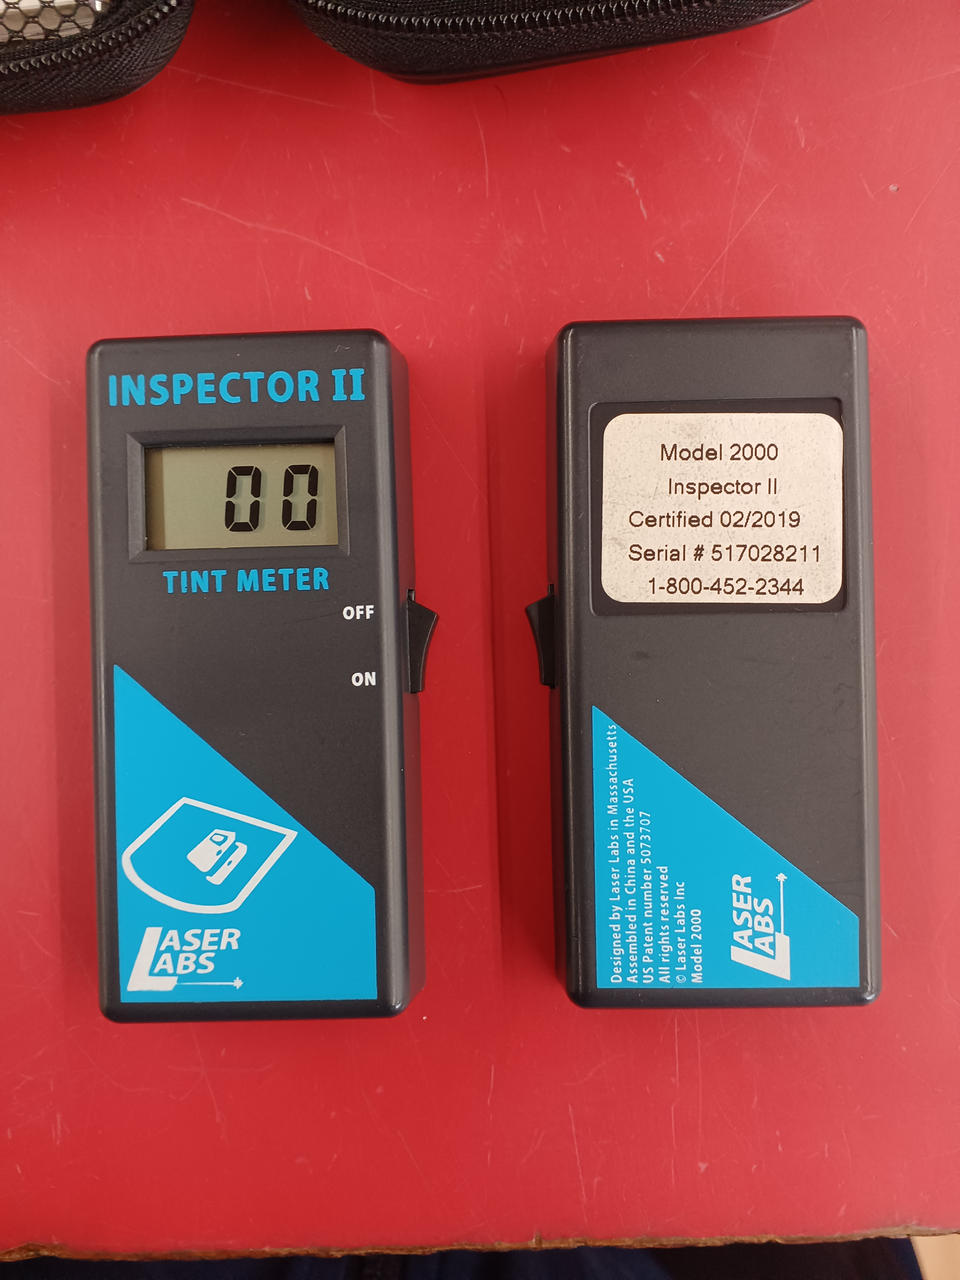 INSPECTOR II
00
TINT METER
OFF
ON
LASER
LABS
Model 2000
Inspector II
Certified 02/2019
Serial # 517028211
1-800-452-2344
Designed by Laser Labs in Massachusetts
Assembled in China and the USA
US Patent number 5073707
All rights reserved
© Laser Labs Inc
Model 2000
LASER
LABS